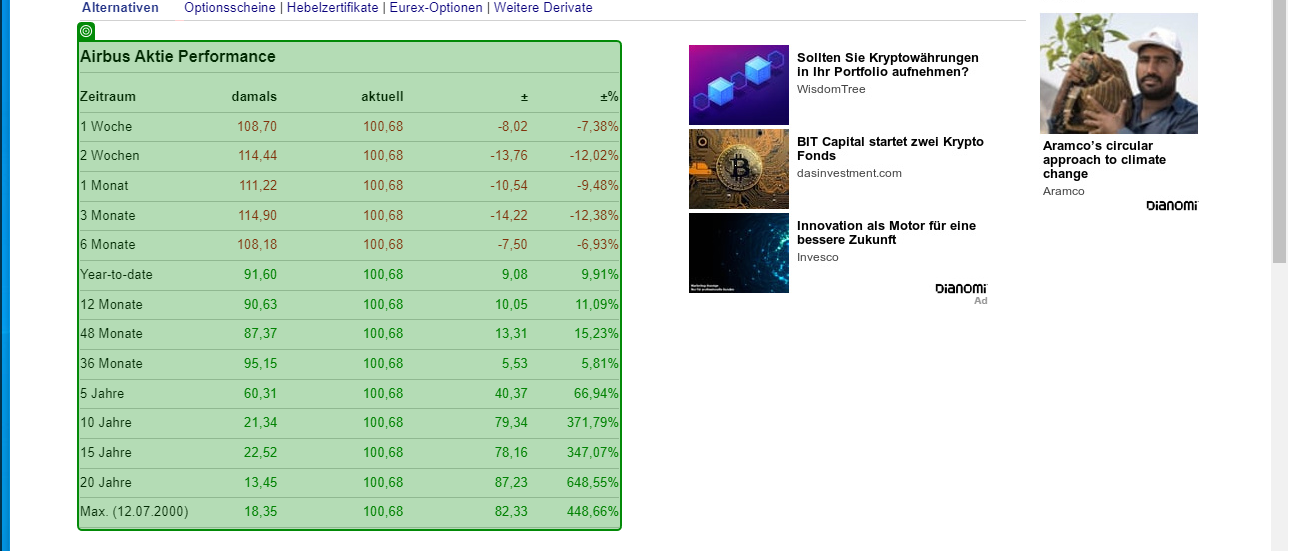 Alternativen Optionsscheine | Hebelzertifikate | Eurex-Optionen | Weitere Derivate
Airbus Aktie Performance
Zeitraum damals aktuell ± ±%
1 Woche 108,70 100,68 -8,02 -7,38%
2 Wochen 114,44 100,68 -13,76 -12,02%
1 Monat 111,22 100,68 -10,54 -9,48%
3 Monate 114,90 100,68 -14,22 -12,38%
6 Monate 108,18 100,68 -7,50 -6,93%
Year-to-date 91,60 100,68 9,08 9,91%
12 Monate 90,63 100,68 10,05 11,09%
48 Monate 87,37 100,68 13,31 15,23%
36 Monate 95,15 100,68 5,53 5,81%
5 Jahre 60,31 100,68 40,37 66,94%
10 Jahre 21,34 100,68 79,34 371,79%
15 Jahre 22,52 100,68 78,16 347,07%
20 Jahre 13,45 100,68 87,23 648,55%
Max. (12.07.2000) 18,35 100,68 82,33 448,66%
Sollten Sie Kryptowährungen
in Ihr Portfolio aufnehmen?
WisdomTree
BIT Capital startet zwei Krypto
Fonds
dasinvestment.com
Innovation als Motor für eine
bessere Zukunft
Invesco
DIANOMI
Ad
Aramco's circular
approach to climate
change
Aramco
DIANOMI